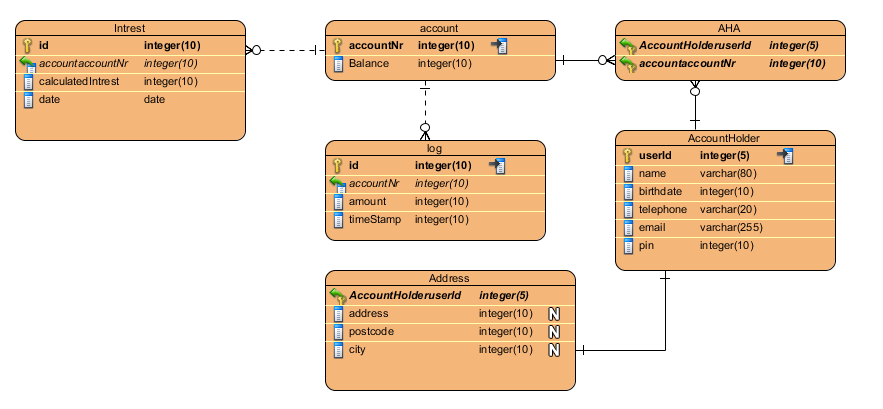 Intrest
id integer(10)
accountaccountNr integer(10)
calculatedIntrest integer(10)
date date
account
accountNr integer(10)
Balance integer(10)
AHA
AccountHolderuserId integer(5)
accountaccountNr integer(10)
log
id integer(10)
accountNr integer(10)
amount integer(10)
timeStamp integer(10)
AccountHolder
userId integer(5)
name varchar(80)
birthdate integer(10)
telephone varchar(20)
email varchar(255)
pin integer(10)
Address
AccountHolderuserId integer(5)
address integer(10) N
postcode integer(10) N
city integer(10) N